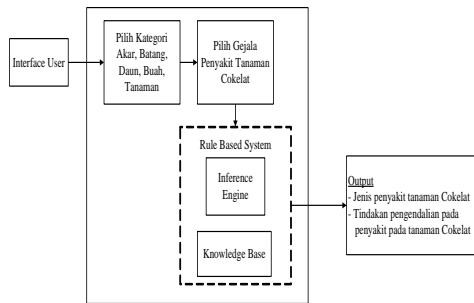 Interface User
Pilih Kategori
Akar, Batang,
Daun, Buah,
Tanaman
Pilih Gejala
Penyakit Tanaman
Cokelat
Rule Based System
Inference
Engine
Knowledge Base
Output
- Jenis penyakit tanaman Cokelat
- Tindakan pengendalian pada
penyakit pada tanaman Cokelat